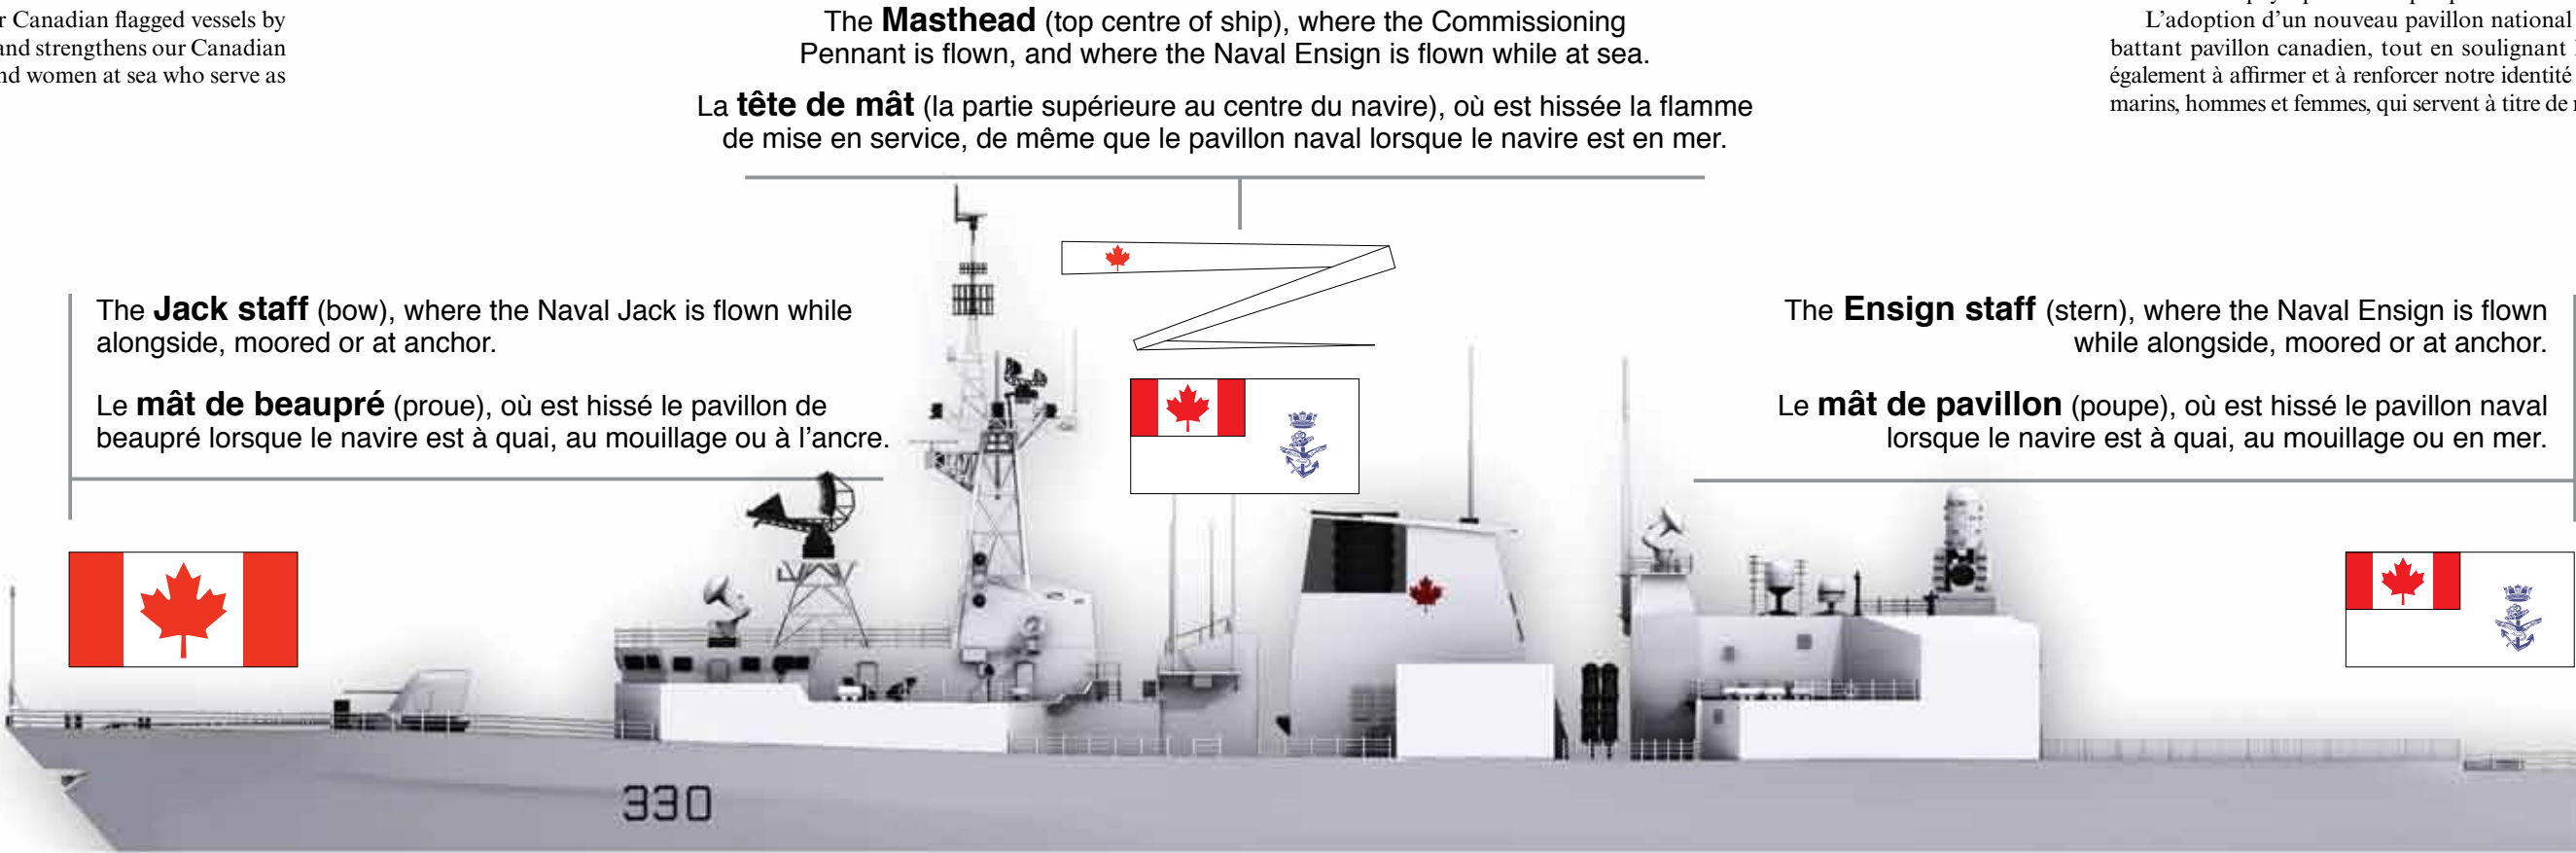 r Canadian flagged vessels by
and strengthens our Canadian
nd women at sea who serve as
The Masthead (top centre of ship), where the Commissioning
Pennant is flown, and where the Naval Ensign is flown while at sea.
La tête de mât (la partie supérieure au centre du navire), où est hissée la flamme
de mise en service, de même que le pavillon naval lorsque le navire est en mer.
L’adoption d’un nouveau pavillon national
battant pavillon canadien, tout en soulignant
également à affirmer et à renforcer notre identité
marins, hommes et femmes, qui servent à titre de
The Jack staff (bow), where the Naval Jack is flown while
alongside, moored or at anchor.
Le mât de beaupré (proue), où est hissé le pavillon de
beaupré lorsque le navire est à quai, au mouillage ou à l’ancre.
The Ensign staff (stern), where the Naval Ensign is flown
while alongside, moored or at anchor.
Le mât de pavillon (poupe), où est hissé le pavillon naval
lorsque le navire est à quai, au mouillage ou en mer.
330